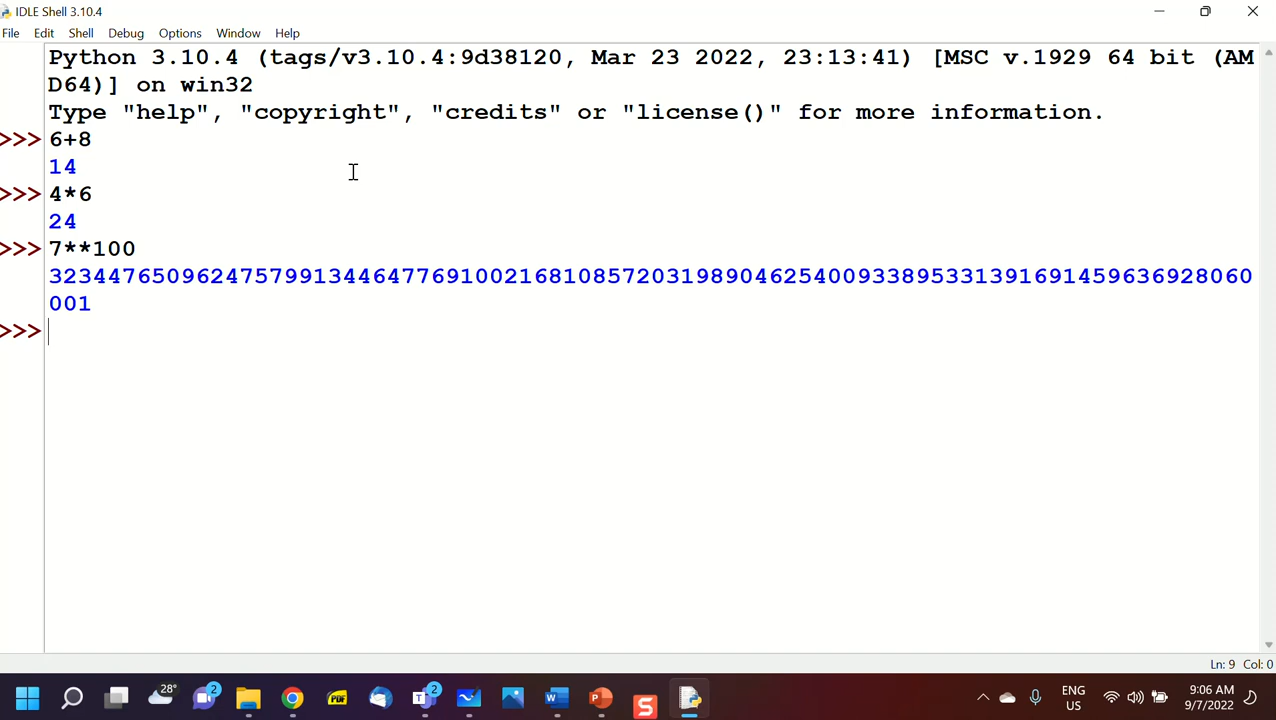 IDLE Shell 3.10.4
File Edit Shell Debug Options Window Help
Python 3.10.4 (tags/v3.10.4:9d38120, Mar 23 2022, 23:13:41) [MSC v.1929 64 bit (AM
D64)] on win32
Type "help", "copyright", "credits" or "license()" for more information.
>>> 6+8
14
>>> 4*6
24
>>> 7**100
3234476509624757991344647769100216810857203198904625400933895331391691459636928060
001
>>>
Ln: 9 Col: 0
28°
2
PDF
T
2
W
P
S
ENG
US
9:06 AM
9/7/2022